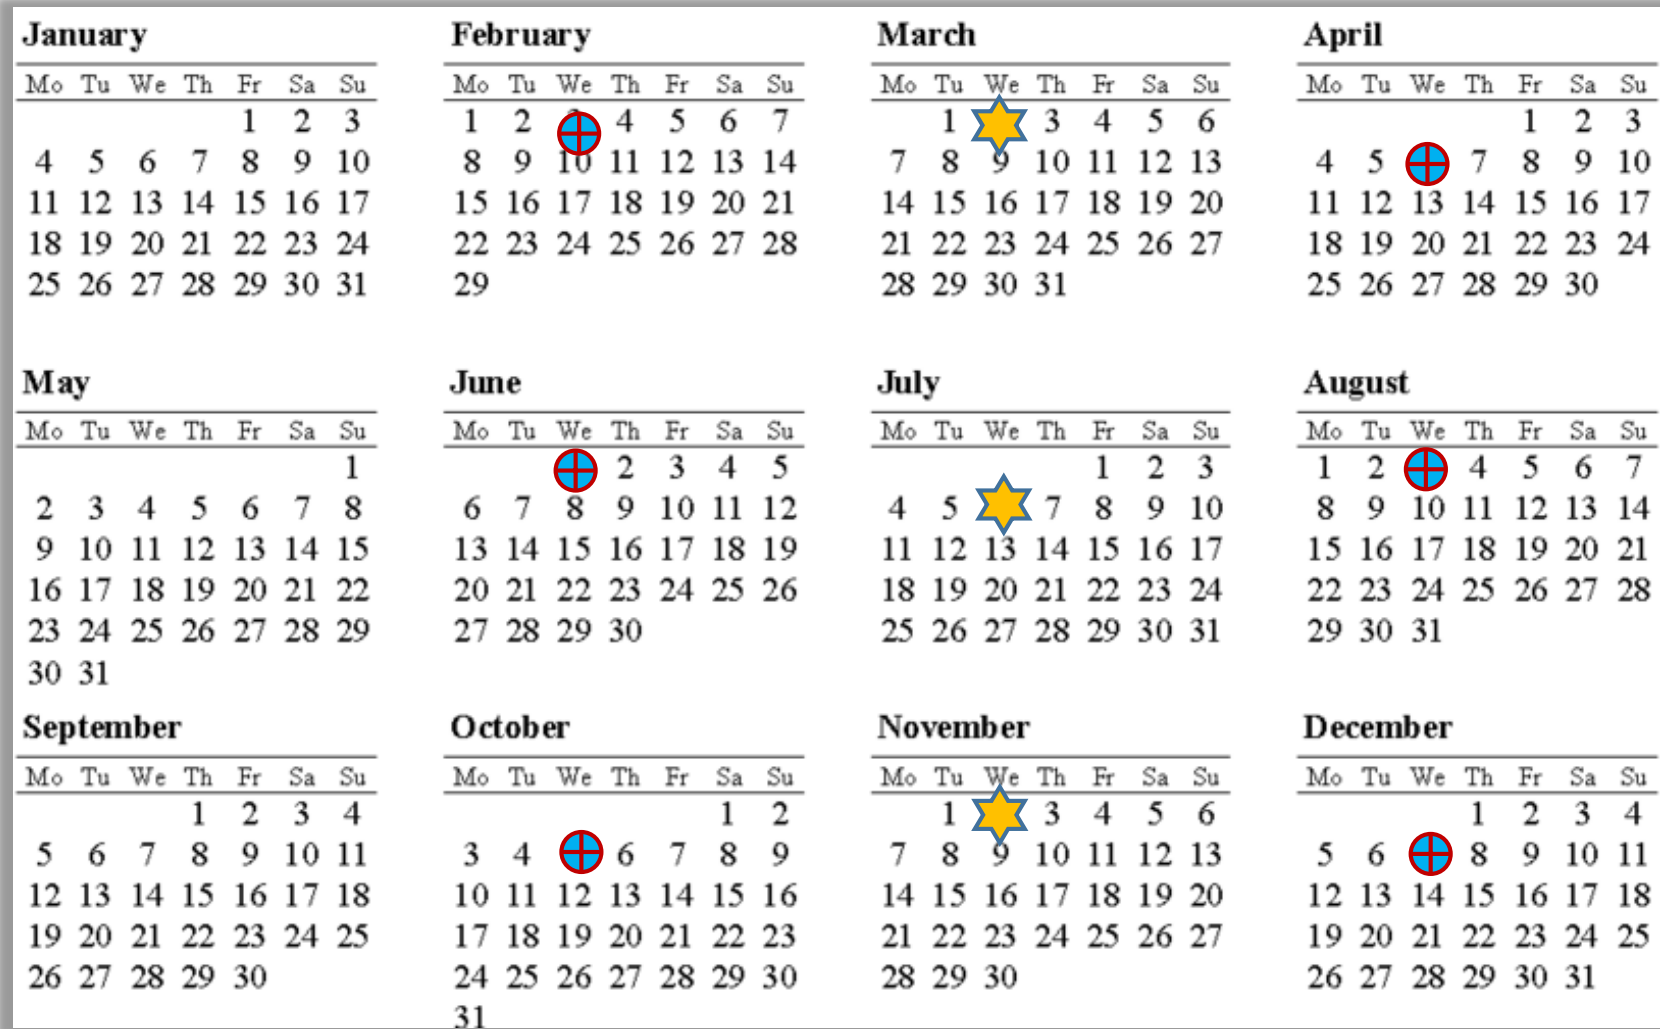 January
Mo Tu We Th Fr Sa Su
1 2 3
4 5 6 7 8 9 10
11 12 13 14 15 16 17
18 19 20 21 22 23 24
25 26 27 28 29 30 31
February
Mo Tu We Th Fr Sa Su
1 2 4 5 6 7
8 9 10 11 12 13 14
15 16 17 18 19 20 21
22 23 24 25 26 27 28
29
March
Mo Tu We Th Fr Sa Su
1 3 4 5 6
7 8 9 10 11 12 13
14 15 16 17 18 19 20
21 22 23 24 25 26 27
28 29 30 31
April
Mo Tu We Th Fr Sa Su
1 2 3
4 5 7 8 9 10
11 12 13 14 15 16 17
18 19 20 21 22 23 24
25 26 27 28 29 30
May
Mo Tu We Th Fr Sa Su
1
2 3 4 5 6 7 8
9 10 11 12 13 14 15
16 17 18 19 20 21 22
23 24 25 26 27 28 29
30 31
June
Mo Tu We Th Fr Sa Su
2 3 4 5
6 7 8 9 10 11 12
13 14 15 16 17 18 19
20 21 22 23 24 25 26
27 28 29 30
July
Mo Tu We Th Fr Sa Su
1 2 3
4 5 7 8 9 10
11 12 13 14 15 16 17
18 19 20 21 22 23 24
25 26 27 28 29 30 31
August
Mo Tu We Th Fr Sa Su
1 2 4 5 6 7
8 9 10 11 12 13 14
15 16 17 18 19 20 21
22 23 24 25 26 27 28
29 30 31
September
Mo Tu We Th Fr Sa Su
1 2 3 4
5 6 7 8 9 10 11
12 13 14 15 16 17 18
19 20 21 22 23 24 25
26 27 28 29 30
October
Mo Tu We Th Fr Sa Su
1 2
3 4 6 7 8 9
10 11 12 13 14 15 16
17 18 19 20 21 22 23
24 25 26 27 28 29 30
31
November
Mo Tu We Th Fr Sa Su
1 3 4 5 6
7 8 9 10 11 12 13
14 15 16 17 18 19 20
21 22 23 24 25 26 27
28 29 30
December
Mo Tu We Th Fr Sa Su
1 2 3 4
5 6 8 9 10 11
12 13 14 15 16 17 18
19 20 21 22 23 24 25
26 27 28 29 30 31